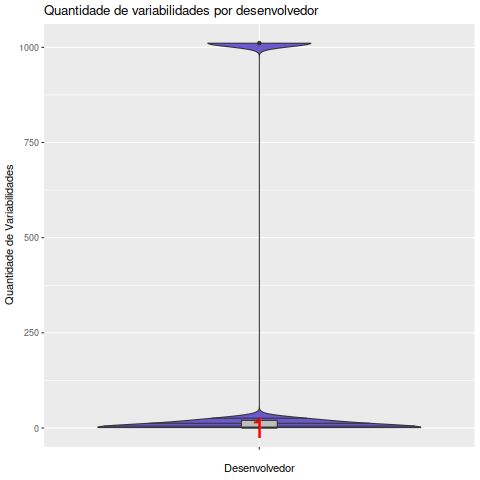 Quantidade de variabilidades por desenvolvedor
Quantidade de Variabilidades
1000
750
500
250
0
Desenvolvedor